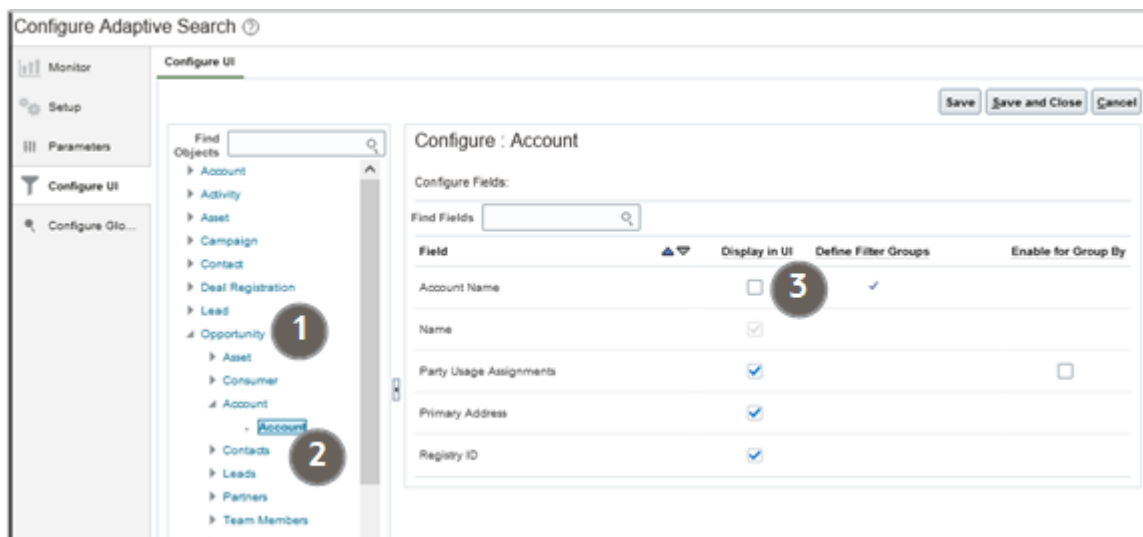 Configure Adaptive Search ?
Monitor
Setup
Parameters
Configure UI
Configure Glo...
Configure UI
Save Save and Close Cancel
Find Objects
Account
Activity
Asset
Campaign
Contact
Deal Registration
Lead
Opportunity 1
Asset
Consumer
Account
Account
Contacts 2
Leads
Partners
Team Members
Configure : Account
Configure Fields:
Find Fields
Field Display in UI Define Filter Groups Enable for Group By
Account Name 3
Name
Party Usage Assignments
Primary Address
Registry ID